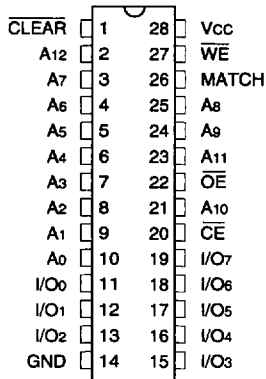 CLEAR 1 28 VCC
A12 2 27 WE
A7 3 26 MATCH
A6 4 25 A8
A5 5 24 A9
A4 6 23 A11
A3 7 22 OE
A2 8 21 A10
A1 9 20 CE
A0 10 19 I/O7
I/O0 11 18 I/O6
I/O1 12 17 I/O5
I/O2 13 16 I/O4
GND 14 15 I/O3